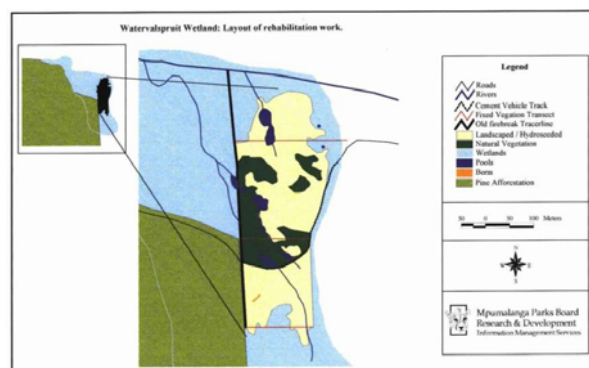 Watervalspruit Wetland: Layout of rehabilitation work.
Legend
Roads
Rivers
Cement Vehicle Track
Fixed Vegation Transect
Old firebreak Tracerline
Landscaped / Hydroseeded
Natural Vegetation
Wetlands
Pools
Berm
Pine Afforestation
50 0 50 100 Meters
N
W E
S
Mpumalanga Parks Board
Research & Development
Information Management Services